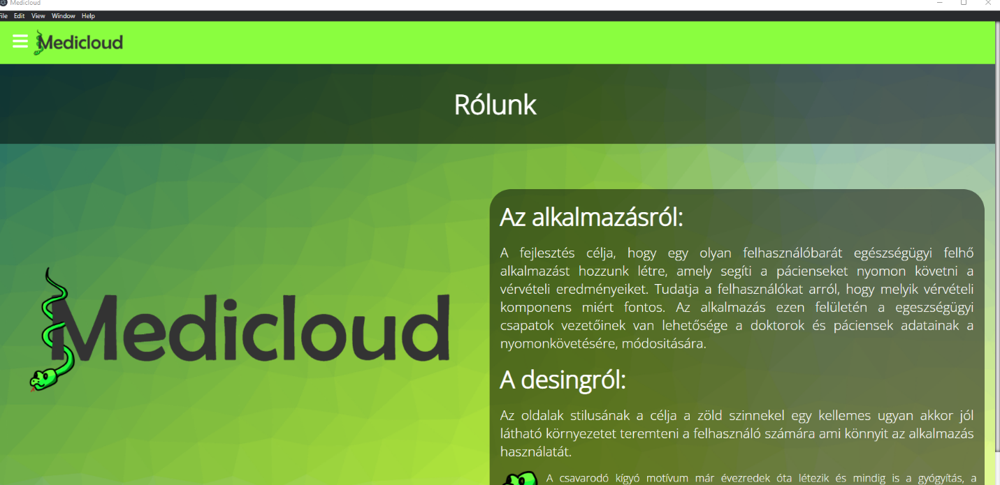 Medicloud
File Edit View Window Help
Medicloud
Rólunk
Medicloud
Az alkalmazásról:
A fejlesztés célja, hogy egy olyan felhasználóbarát egészségügyi felhő
alkalmazást hozzunk létre, amely segíti a pácienseket nyomon követni a
vérvételi eredményeiket. Tudatja a felhasználókat arról, hogy melyik vérvételi
komponens miért fontos. Az alkalmazás ezen felületén a egeszségügyi
csapatok vezetőinek van lehetősége a doktorok és páciensek adatainak a
nyomonkövetésére, módositására.
A desingról:
Az oldalak stilusának a célja a zöld szinnekel egy kellemes ugyan akkor jól
látható környezetet teremteni a felhasználó számára ami könnyit az alkalmazás
használatát.
A csavarodó kígyó motívum már évezredek óta létezik és mindig is a gyógyítás, a